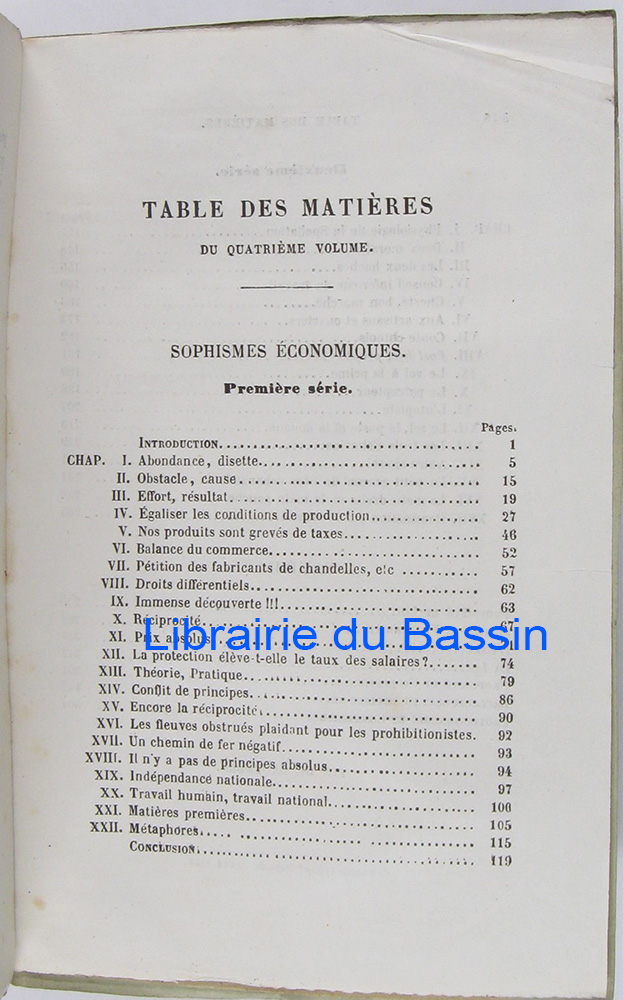 TABLE DES MATIÈRES
DU QUATRIÈME VOLUME.
SOPHISMES ÉCONOMIQUES.
Première série.
Pages.
INTRODUCTION 1
CHAP. I. Abondance, disette 5
II. Obstacle, cause 15
III. Effort, résultat 19
IV. Égaliser les conditions de production 27
V. Nos produits sont grevés de taxes 46
VI. Balance du commerce 52
VII. Pétition des fabricants de chandelles, etc 57
VIII. Droits différentiels 62
IX. Immense découverte !!! 63
X. Réciprocité 67
XI. Prix absolus
Librairie du Bassin
XII. La protection élève-t-elle le taux des salaires? 74
XIII. Théorie, Pratique 79
XIV. Conflit de principes 86
XV. Encore la réciprocité 90
XVI. Les fleuves obstrués plaidant pour les prohibitionistes. 92
XVII. Un chemin de fer négatif 93
XVIII. Il n'y a pas de principes absolus 94
XIX. Indépendance nationale 97
XX. Travail humain, travail national 100
XXI. Matières premières 105
XXII. Métaphores 115
CONCLUSION 119